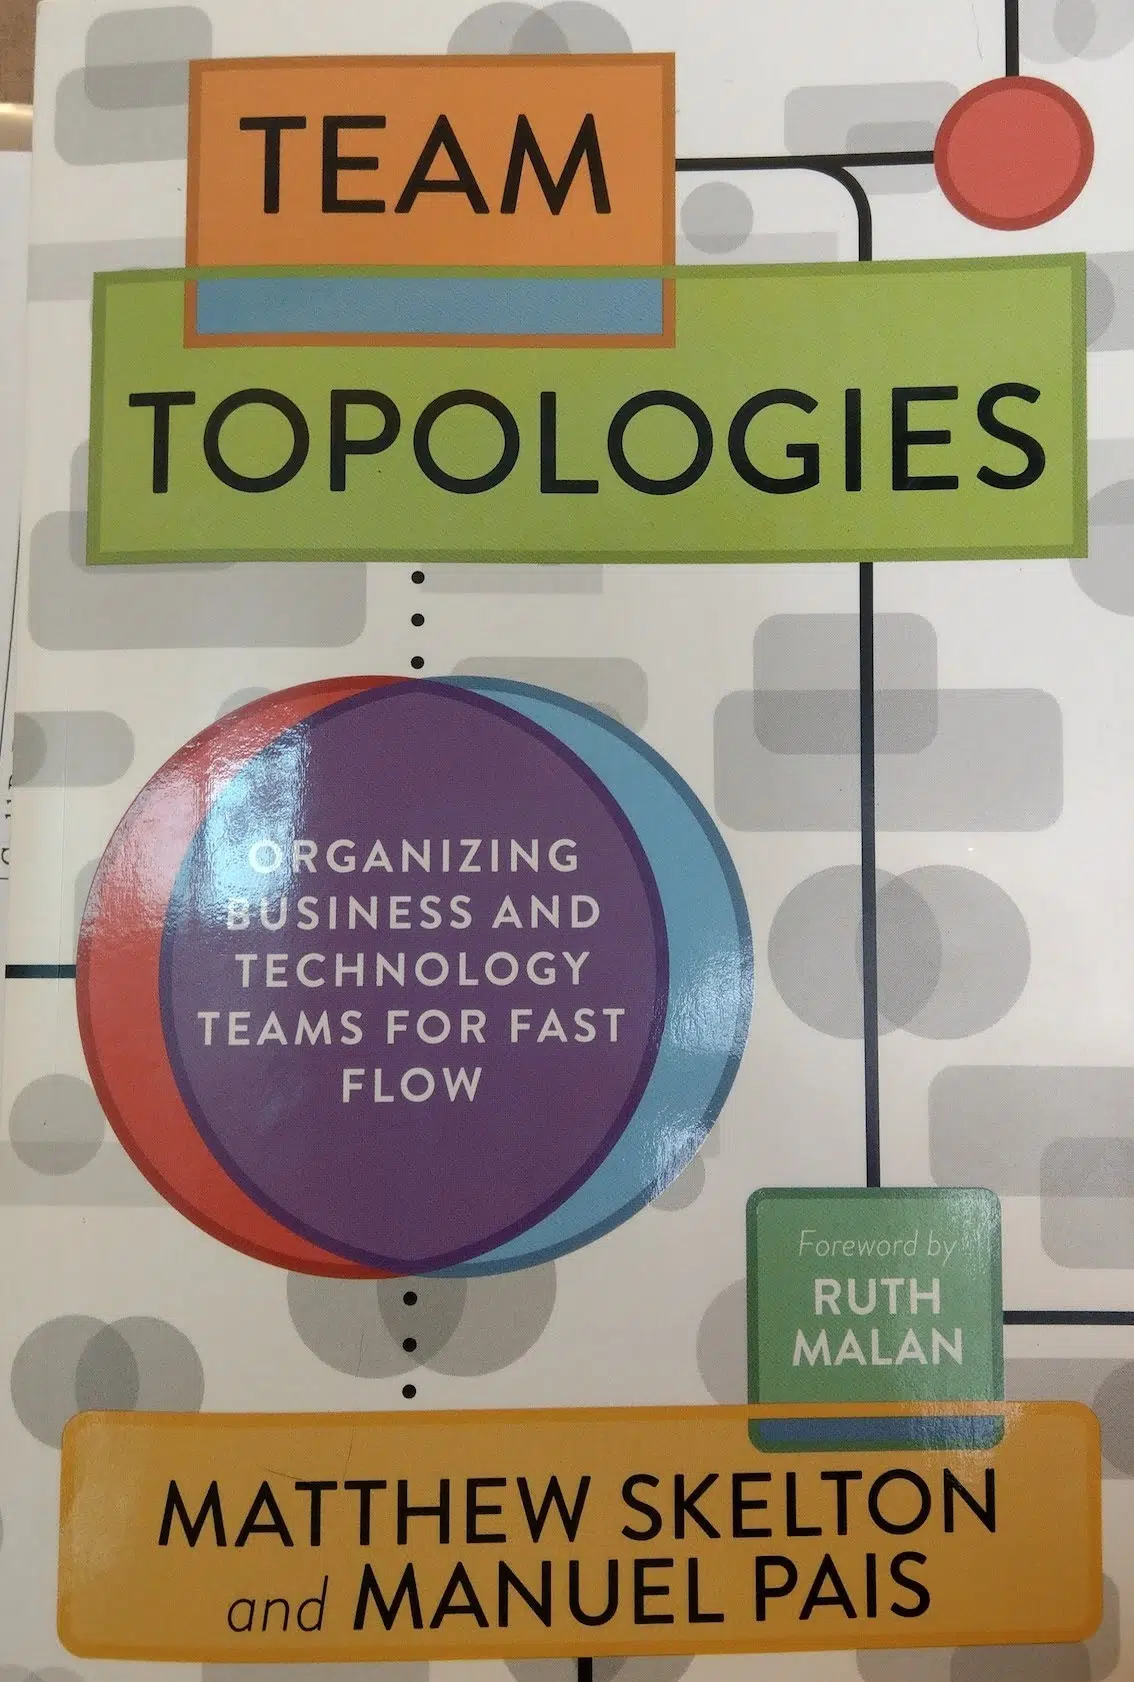 TEAM
TOPOLOGIES
ORGANIZING
BUSINESS AND
TECHNOLOGY
TEAMS FOR FAST
FLOW
Foreword by
RUTH
MALAN
MATTHEW SKELTON
and MANUEL PAIS